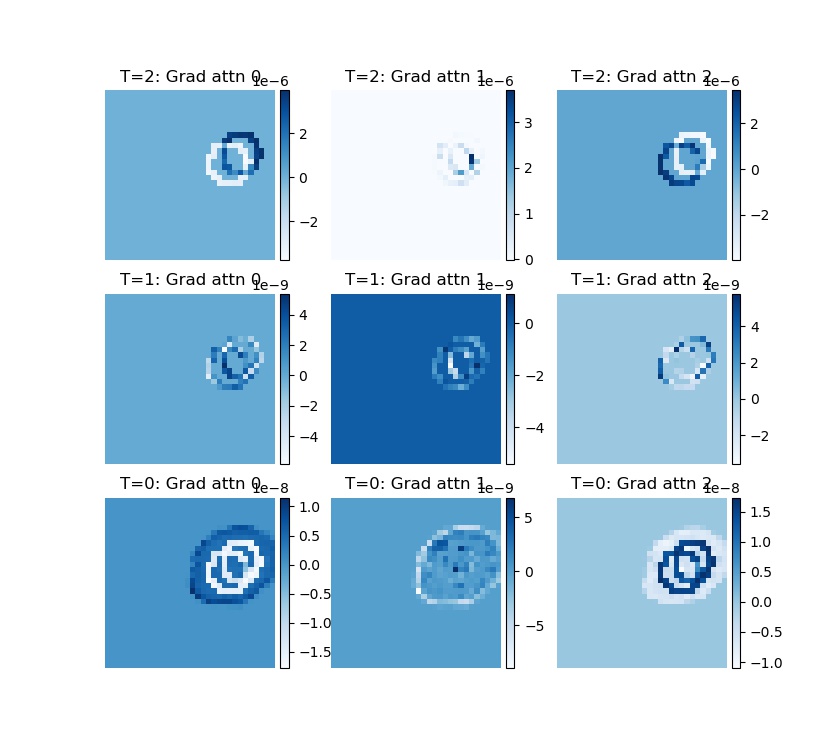 T=2: Grad attn 0 1e−6 T=2: Grad attn 1 1e−6 T=2: Grad attn 2 1e−6
2 3 2
0 2 0
−2 1 −2
0
T=1: Grad attn 0 1e−9 T=1: Grad attn 1 1e−9 T=1: Grad attn 2 1e−9
4 0 4
2 −2 2
0 −4 0
−2 −2
−4
T=0: Grad attn 0 1e−8 T=0: Grad attn 1 1e−9 T=0: Grad attn 2 1e−8
1.0 5 1.5
0.5 0 1.0
0.0 −5 0.5
−0.5 0.0
−1.0 −0.5
−1.5 −1.0